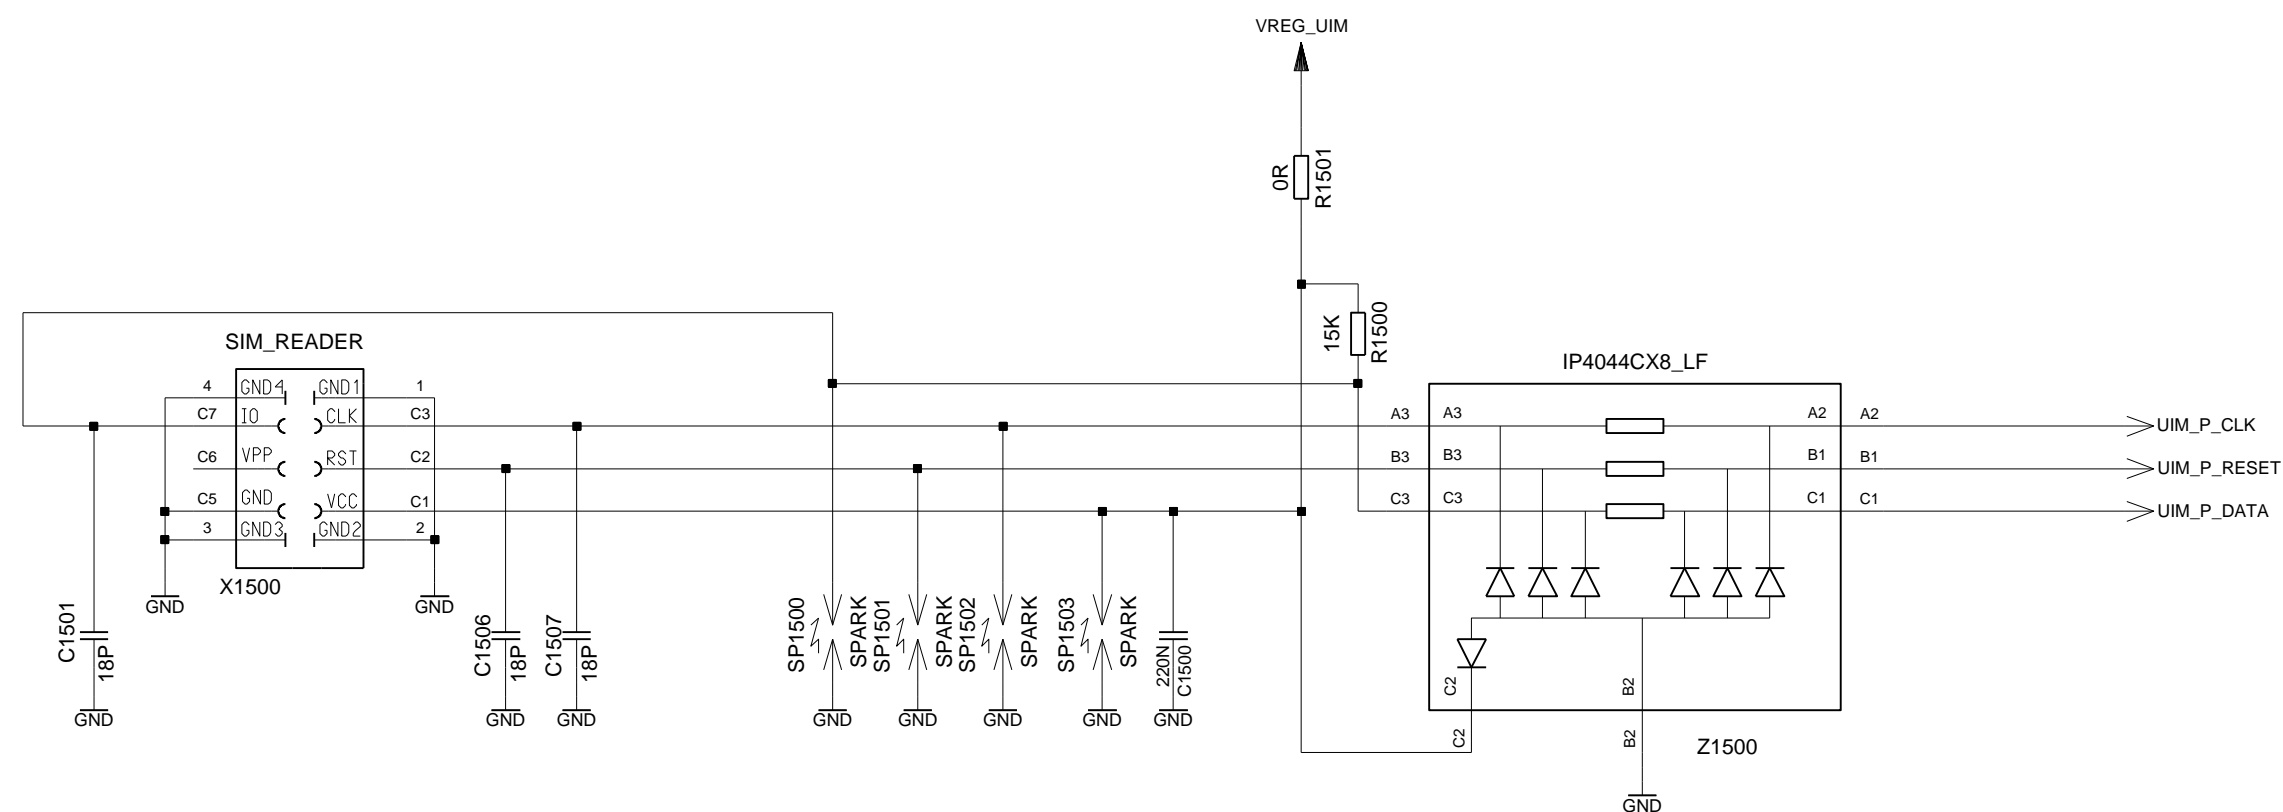 VREG_UIM
0R
R1501
15K
R1500
SIM_READER
IP4044CX8_LF
4 GND4 GND1 1
C7 IO CLK C3
C6 VPP RST C2
C5 GND VCC C1
3 GND3 GND2 2
X1500
GND
GND
A3 A3 A2 A2 UIM_P_CLK
B3 B3 B1 B1 UIM_P_RESET
C3 C3 C1 C1 UIM_P_DATA
C1501
18P
GND
C1506
18P
GND
C1507
18P
GND
SP1500
SPARK
GND
SP1501
SPARK
GND
SP1502
SPARK
GND
SP1503
SPARK
GND
220N
C1500
GND
C2
C2
B2
B2
Z1500
GND